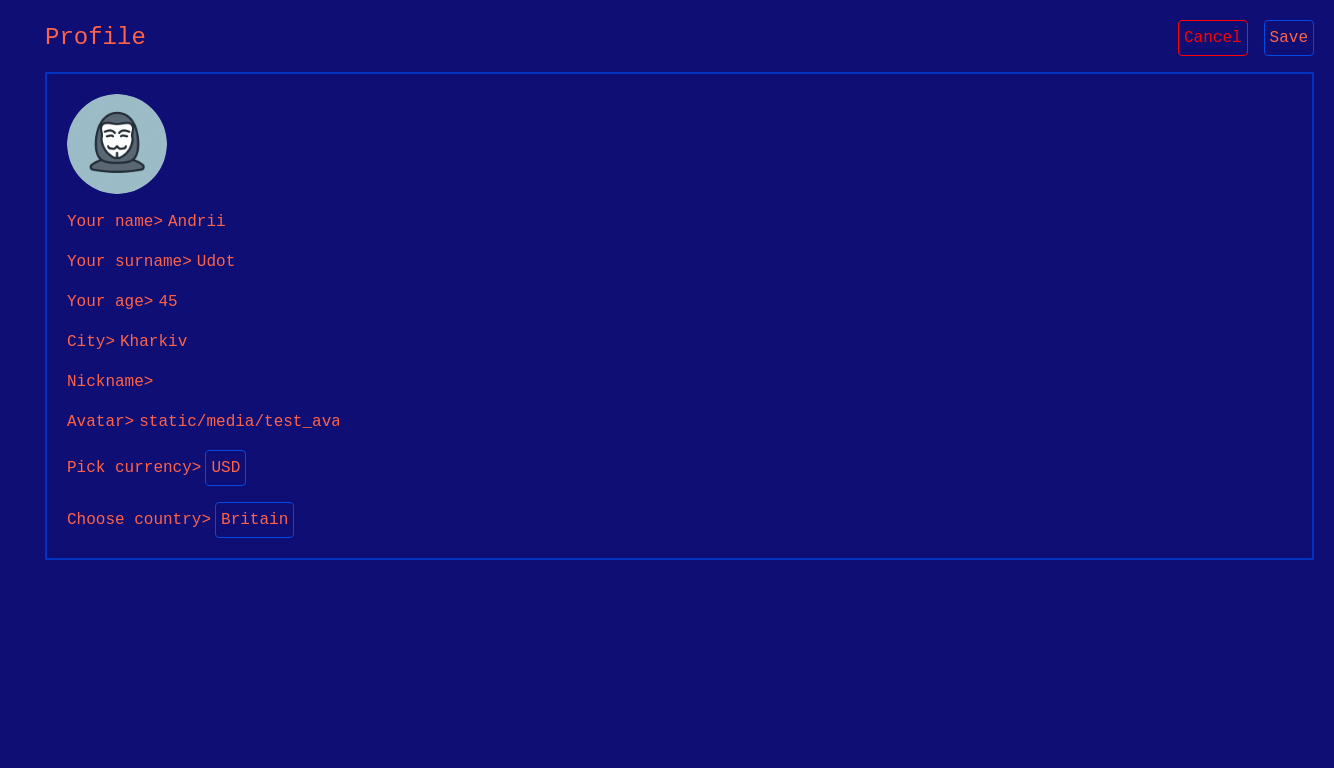 Profile
Cancel Save
Your name> Andrii
Your surname> Udot
Your age> 45
City> Kharkiv
Nickname>
Avatar> static/media/test_ava
Pick currency> USD
Choose country> Britain